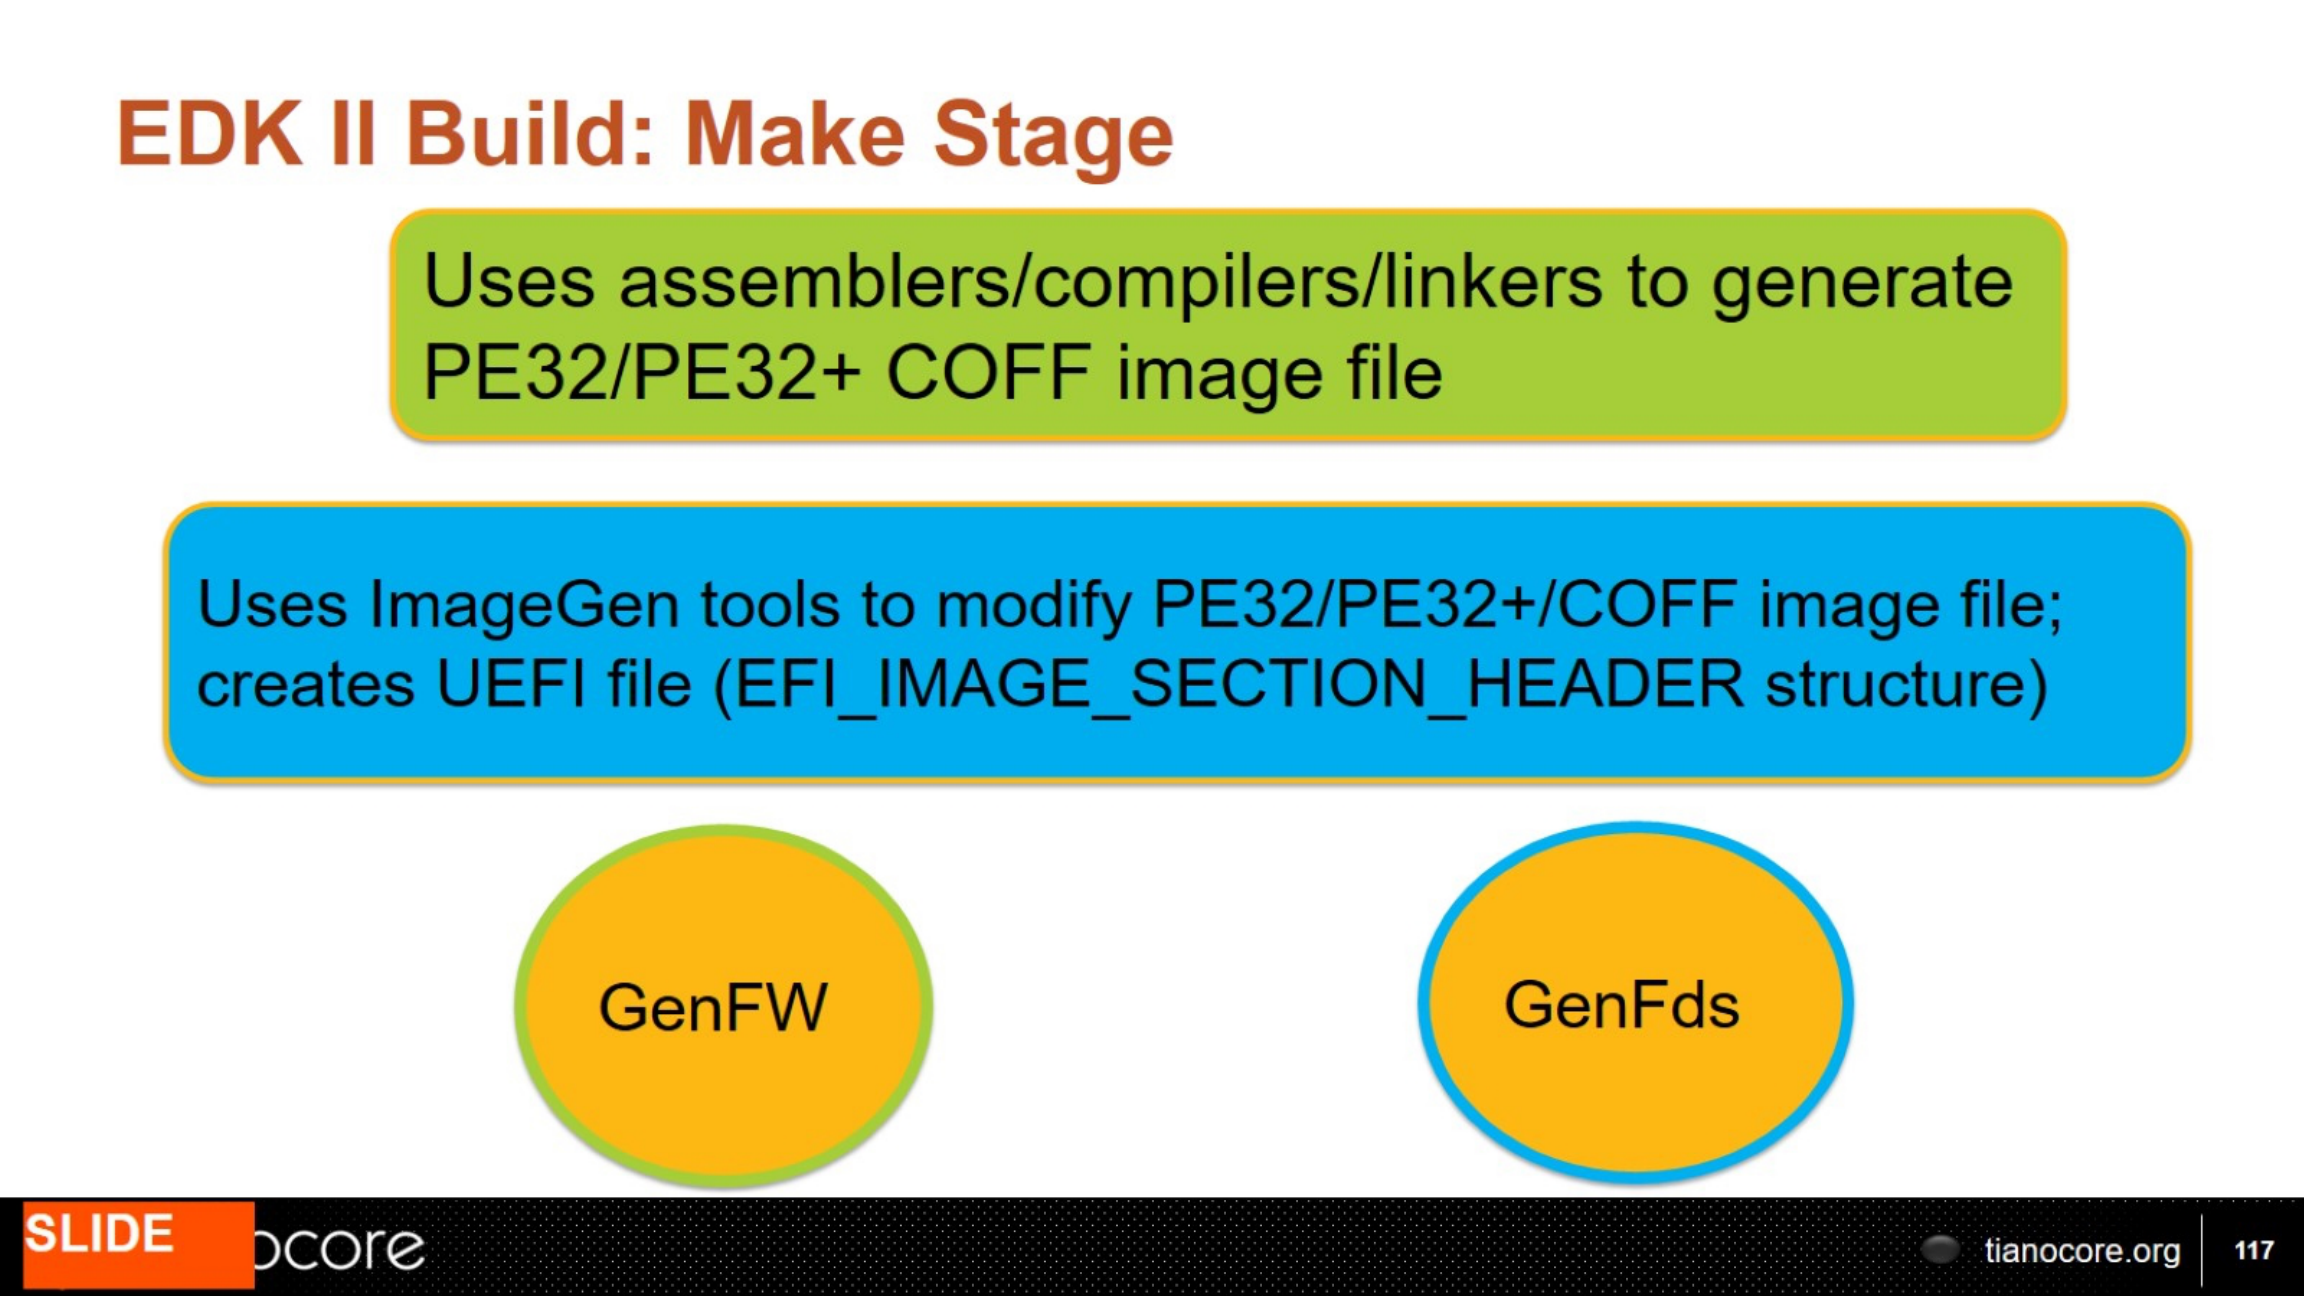 EDK II Build: Make Stage
Uses assemblers/compilers/linkers to generate
PE32/PE32+ COFF image file
Uses ImageGen tools to modify PE32/PE32+/COFF image file;
creates UEFI file (EFI_IMAGE_SECTION_HEADER structure)
GenFW
GenFds
SLIDE
ocore
tianocore.org
117